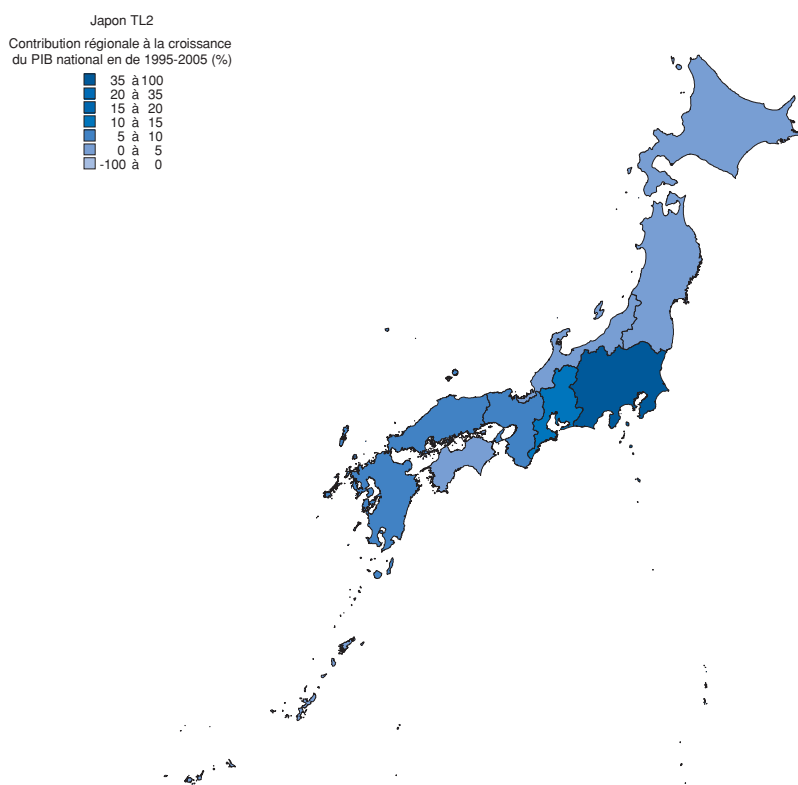 Japon TL2
Contribution régionale à la croissance
du PIB national en de 1995-2005 (%)
35 à 100
20 à 35
15 à 20
10 à 15
5 à 10
0 à 5
-100 à 0